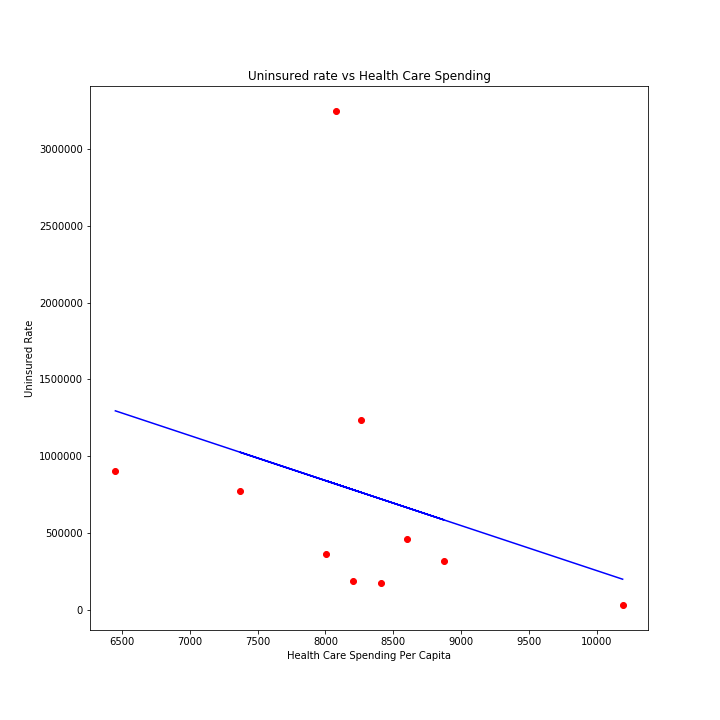 Uninsured rate vs Health Care Spending
3000000
2500000
2000000
1500000
1000000
500000
0
Uninsured Rate
6500 7000 7500 8000 8500 9000 9500 10000
Health Care Spending Per Capita